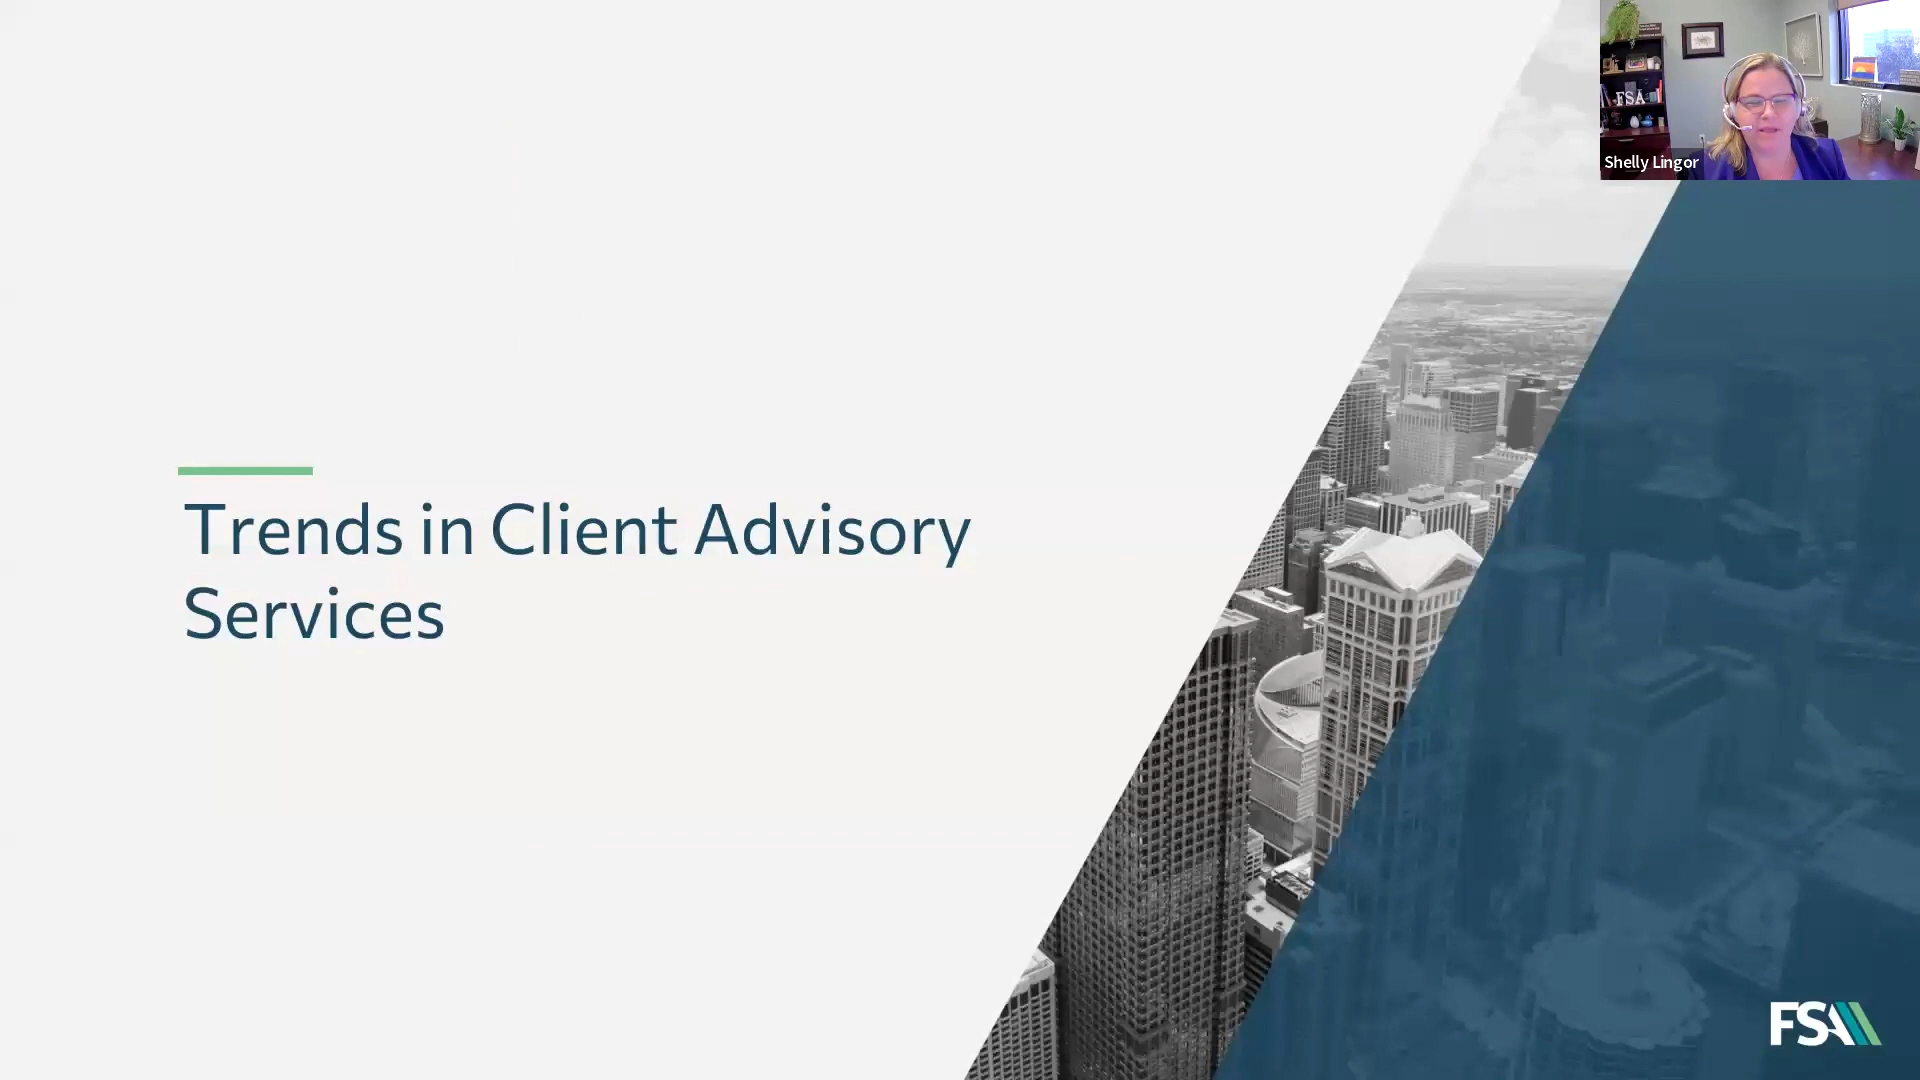 FSA
Shelly Lingor
Trends in Client Advisory
Services
FSA